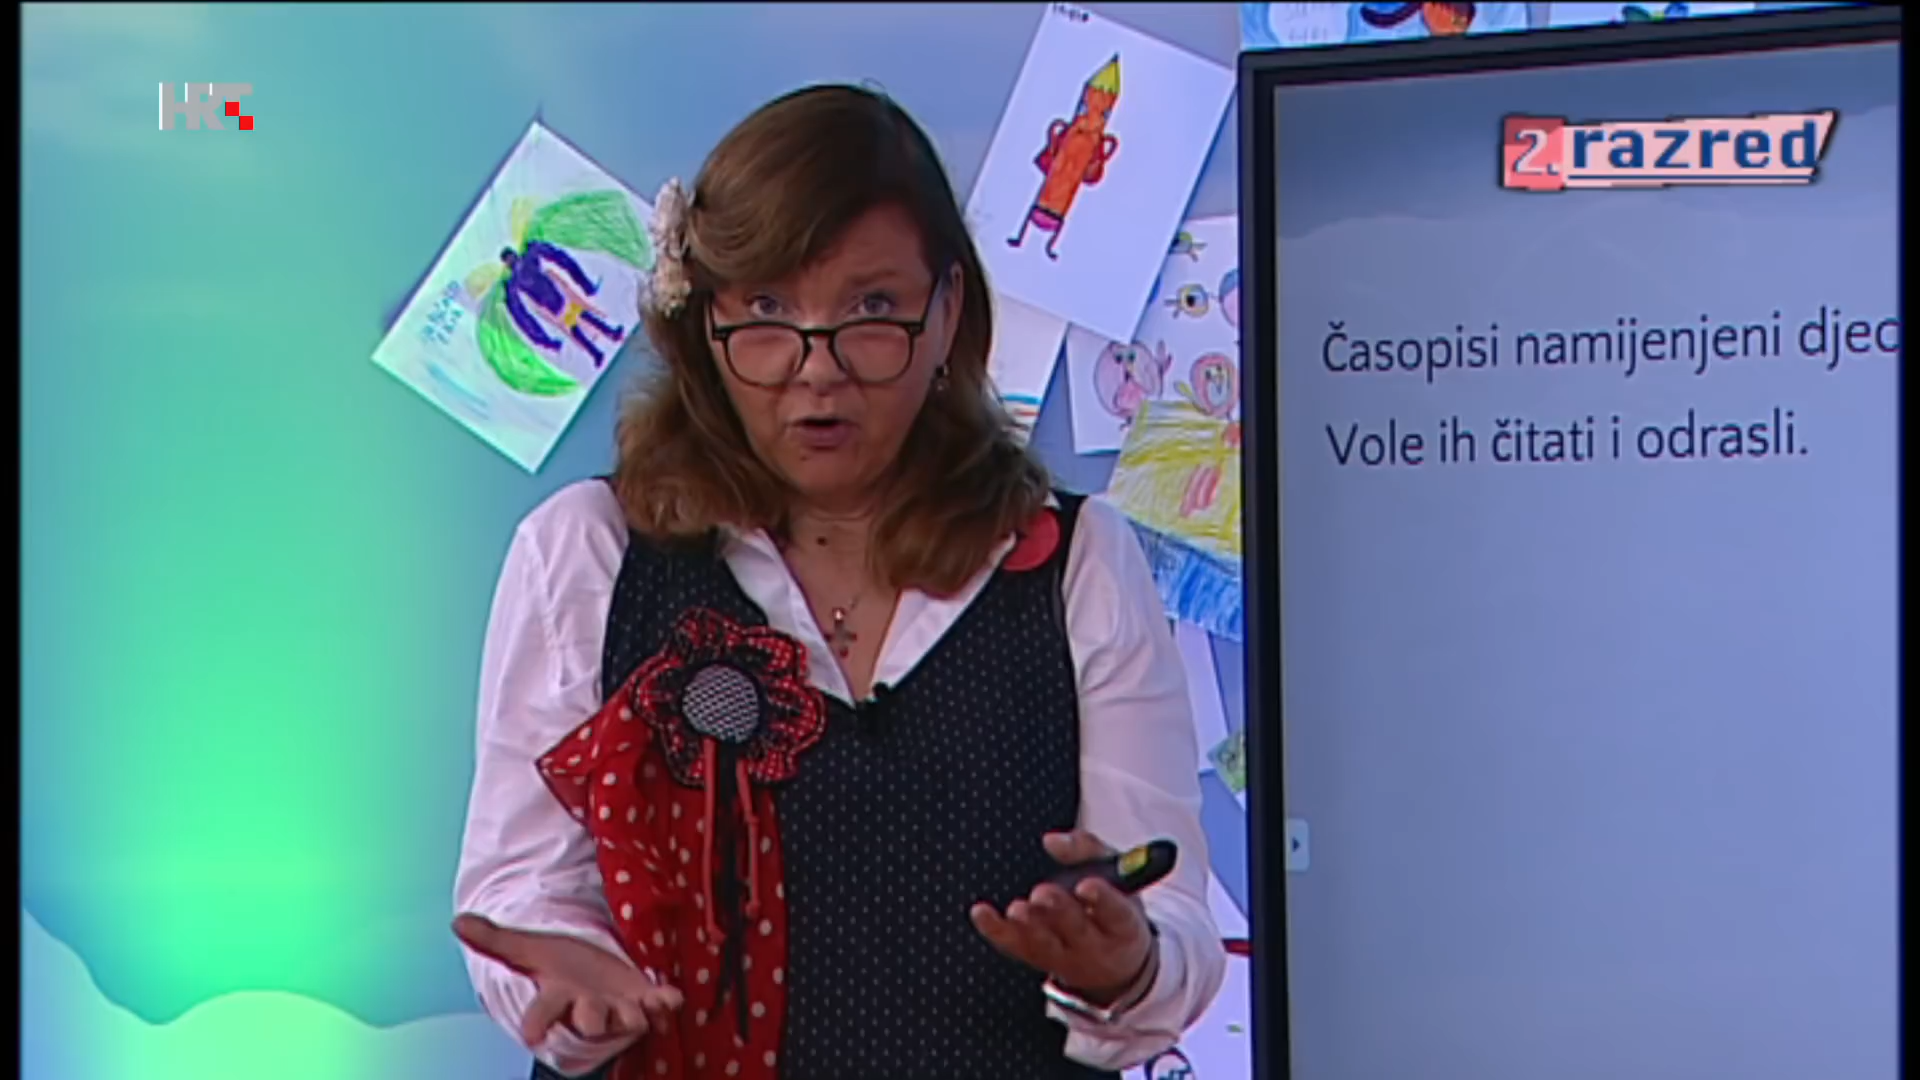 HRT
2. razred
Časopisi namijenjeni djec
Vole ih čitati i odrasli.